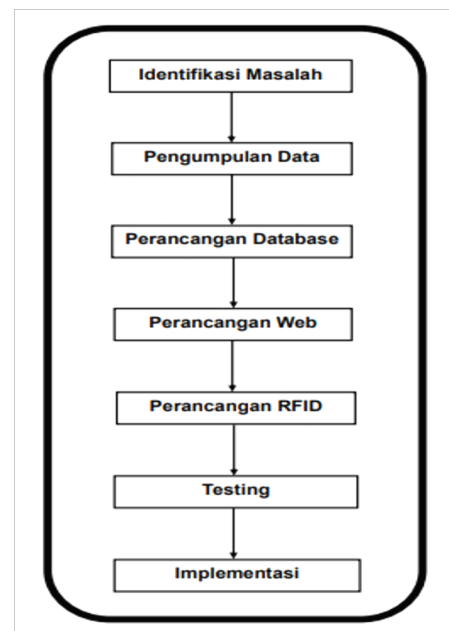 Identifikasi Masalah
Pengumpulan Data
Perancangan Database
Perancangan Web
Perancangan RFID
Testing
Implementasi